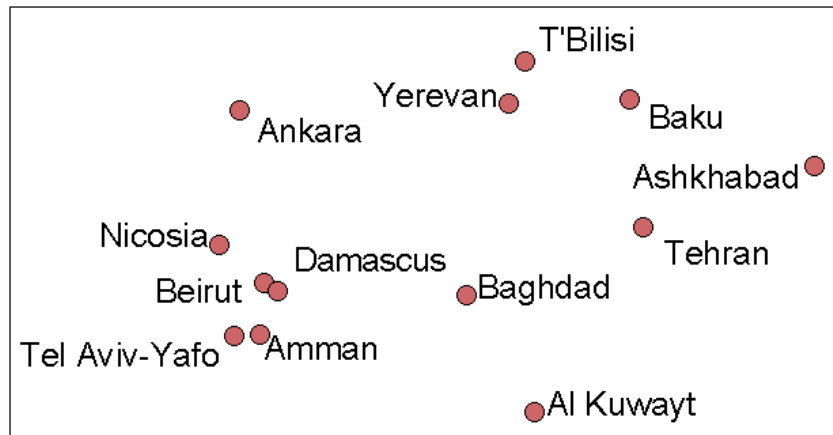 T'Bilisi
Yerevan
Baku
Ankara
Ashkhabad
Nicosia
Tehran
Damascus
Beirut
Baghdad
Tel Aviv-Yafo
Amman
Al Kuwayt